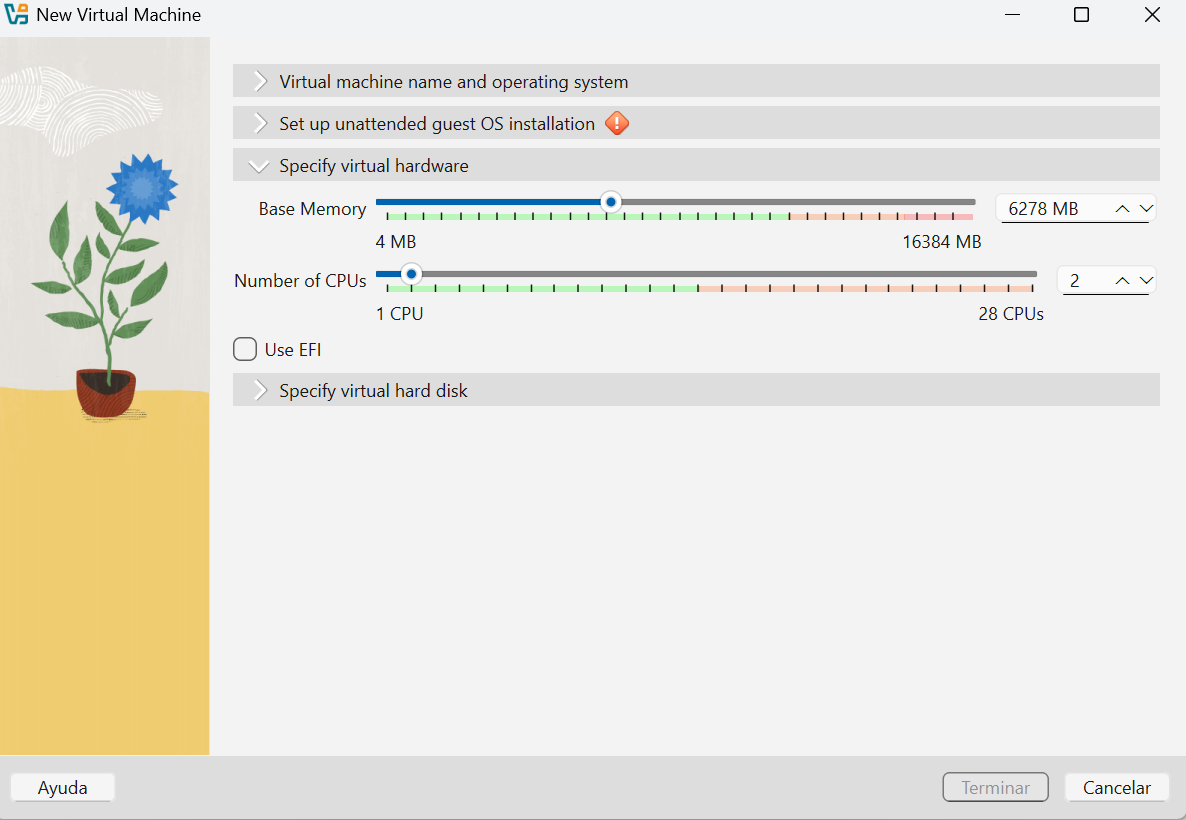 New Virtual Machine
Virtual machine name and operating system
Set up unattended guest OS installation
Specify virtual hardware
Base Memory
6278 MB
4 MB
16384 MB
Number of CPUs
2
1 CPU
28 CPUs
Use EFI
Specify virtual hard disk
Ayuda
Terminar
Cancelar